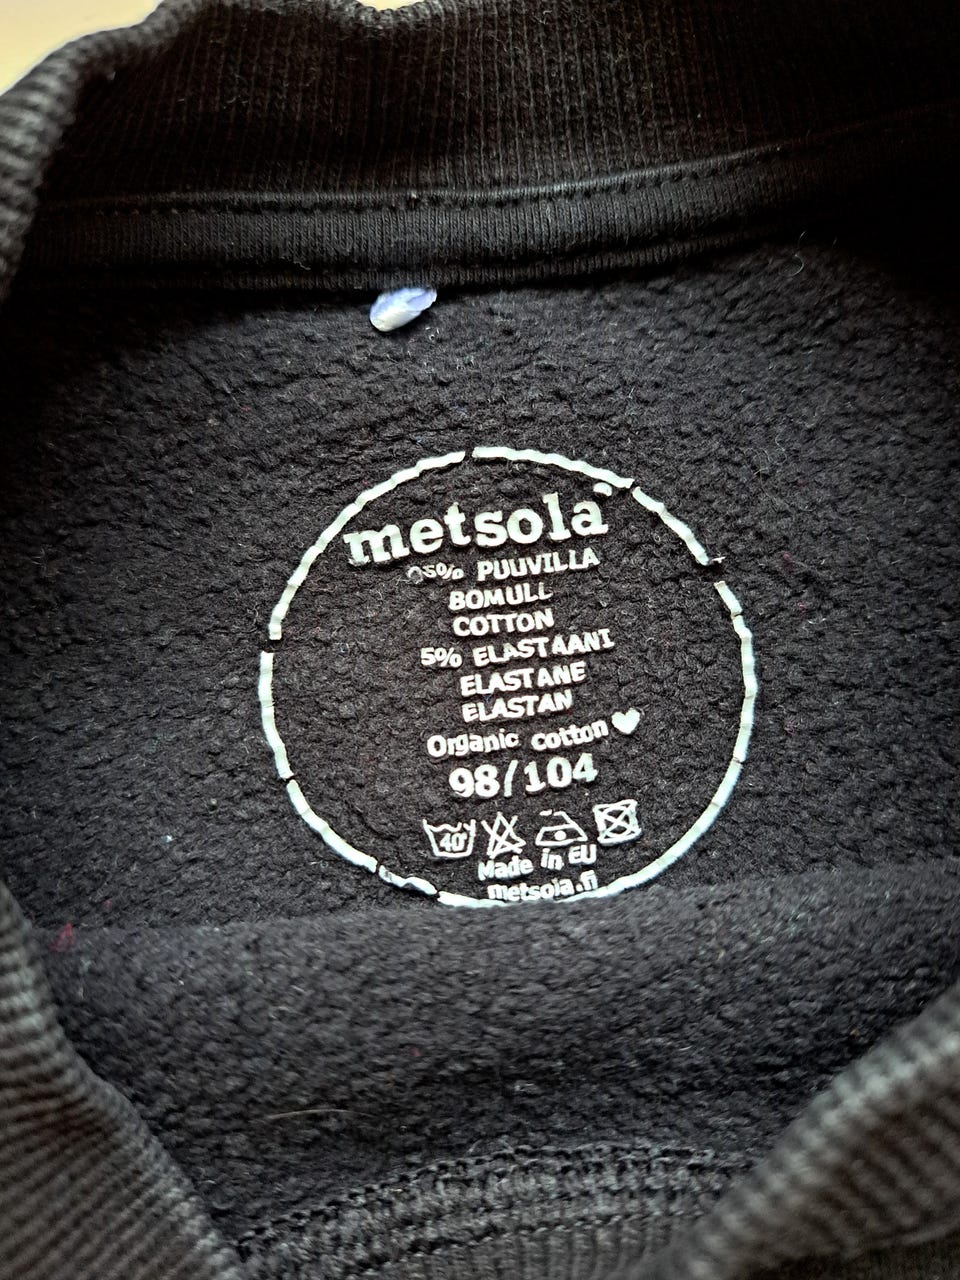 metsola
95% PUUVILLA
BOMULL
COTTON
5% ELASTAANI
ELASTANE
ELASTAN
Organic cotton
98/104
40°
Made in EU
metsola.fi